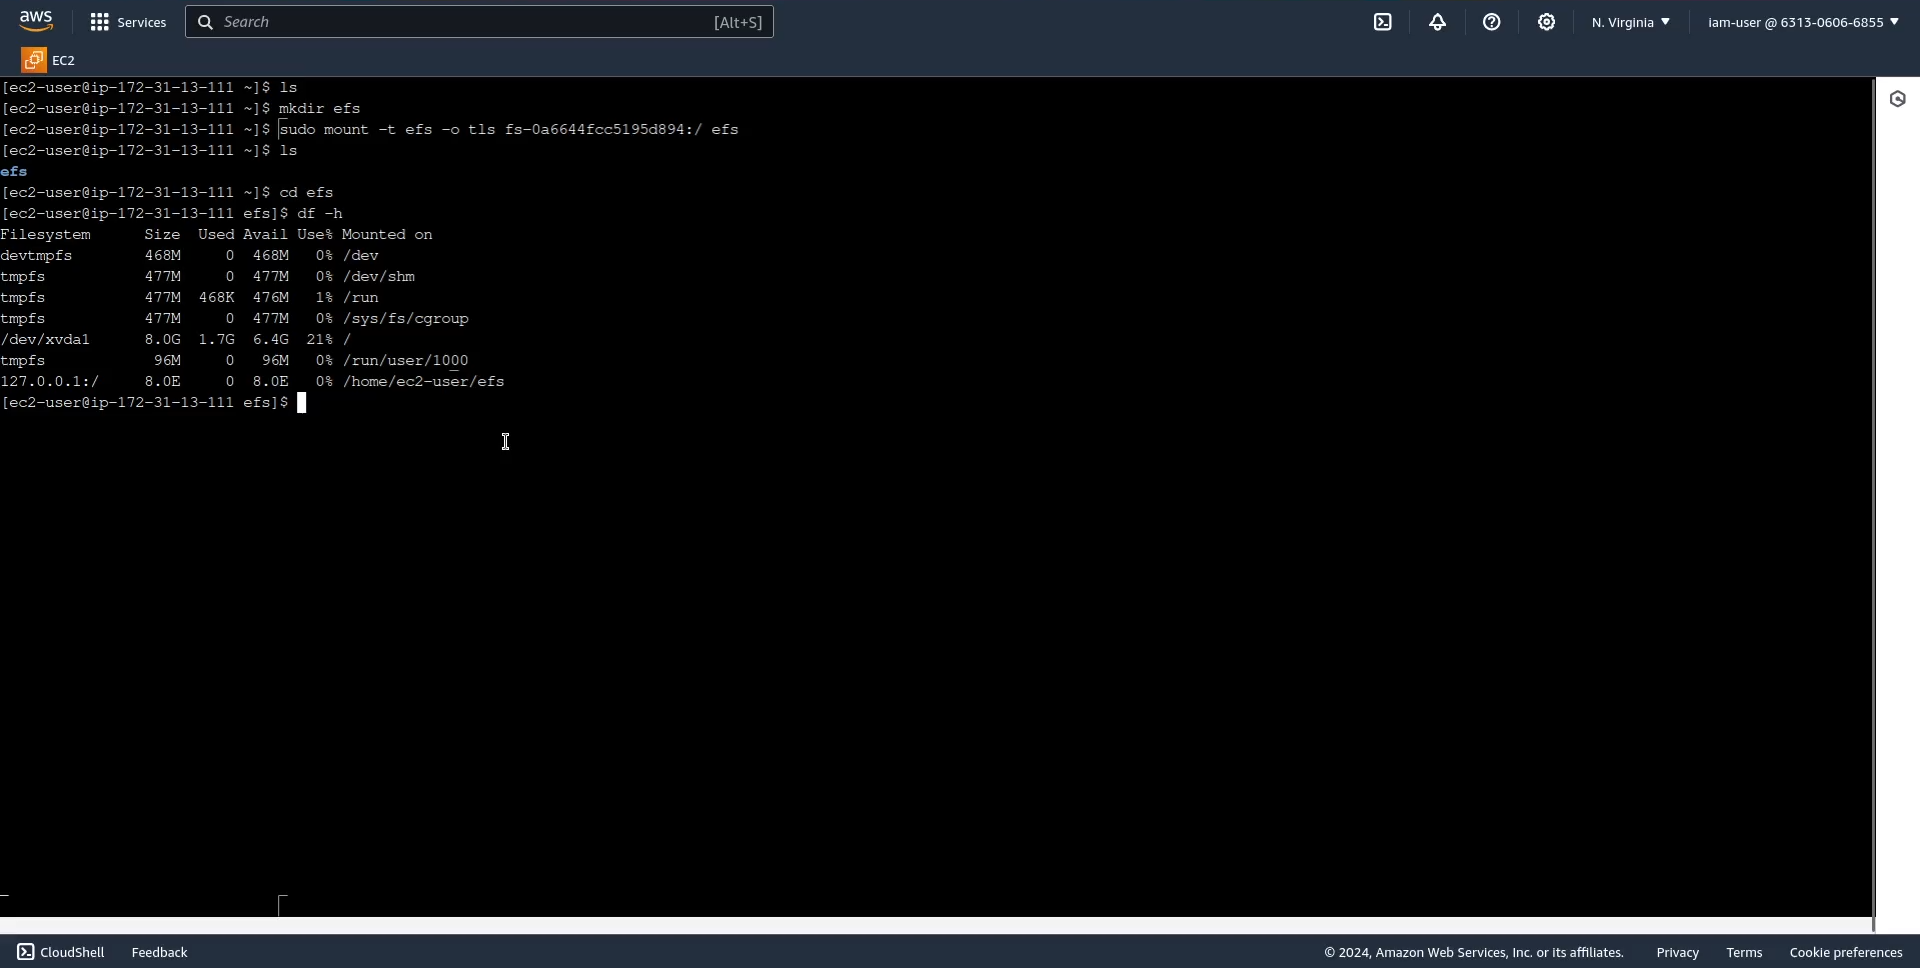 aws Services Search [Alt+S] N. Virginia iam-user @ 6313-0606-6855
EC2
[ec2-user@ip-172-31-13-111 ~]$ ls
[ec2-user@ip-172-31-13-111 ~]$ mkdir efs
[ec2-user@ip-172-31-13-111 ~]$ sudo mount -t efs -o tls fs-0a6644fcc5195d894:/ efs
[ec2-user@ip-172-31-13-111 ~]$ ls
efs
[ec2-user@ip-172-31-13-111 ~]$ cd efs
[ec2-user@ip-172-31-13-111 efs]$ df -h
Filesystem      Size  Used Avail Use% Mounted on
devtmpfs        468M     0  468M   0% /dev
tmpfs           477M     0  477M   0% /dev/shm
tmpfs           477M  468K  476M   1% /run
tmpfs           477M     0  477M   0% /sys/fs/cgroup
/dev/xvda1      8.0G  1.7G  6.4G  21% /
tmpfs            96M     0   96M   0% /run/user/1000
127.0.0.1:/     8.0E     0  8.0E   0% /home/ec2-user/efs
[ec2-user@ip-172-31-13-111 efs]$
CloudShell Feedback © 2024, Amazon Web Services, Inc. or its affiliates. Privacy Terms Cookie preferences